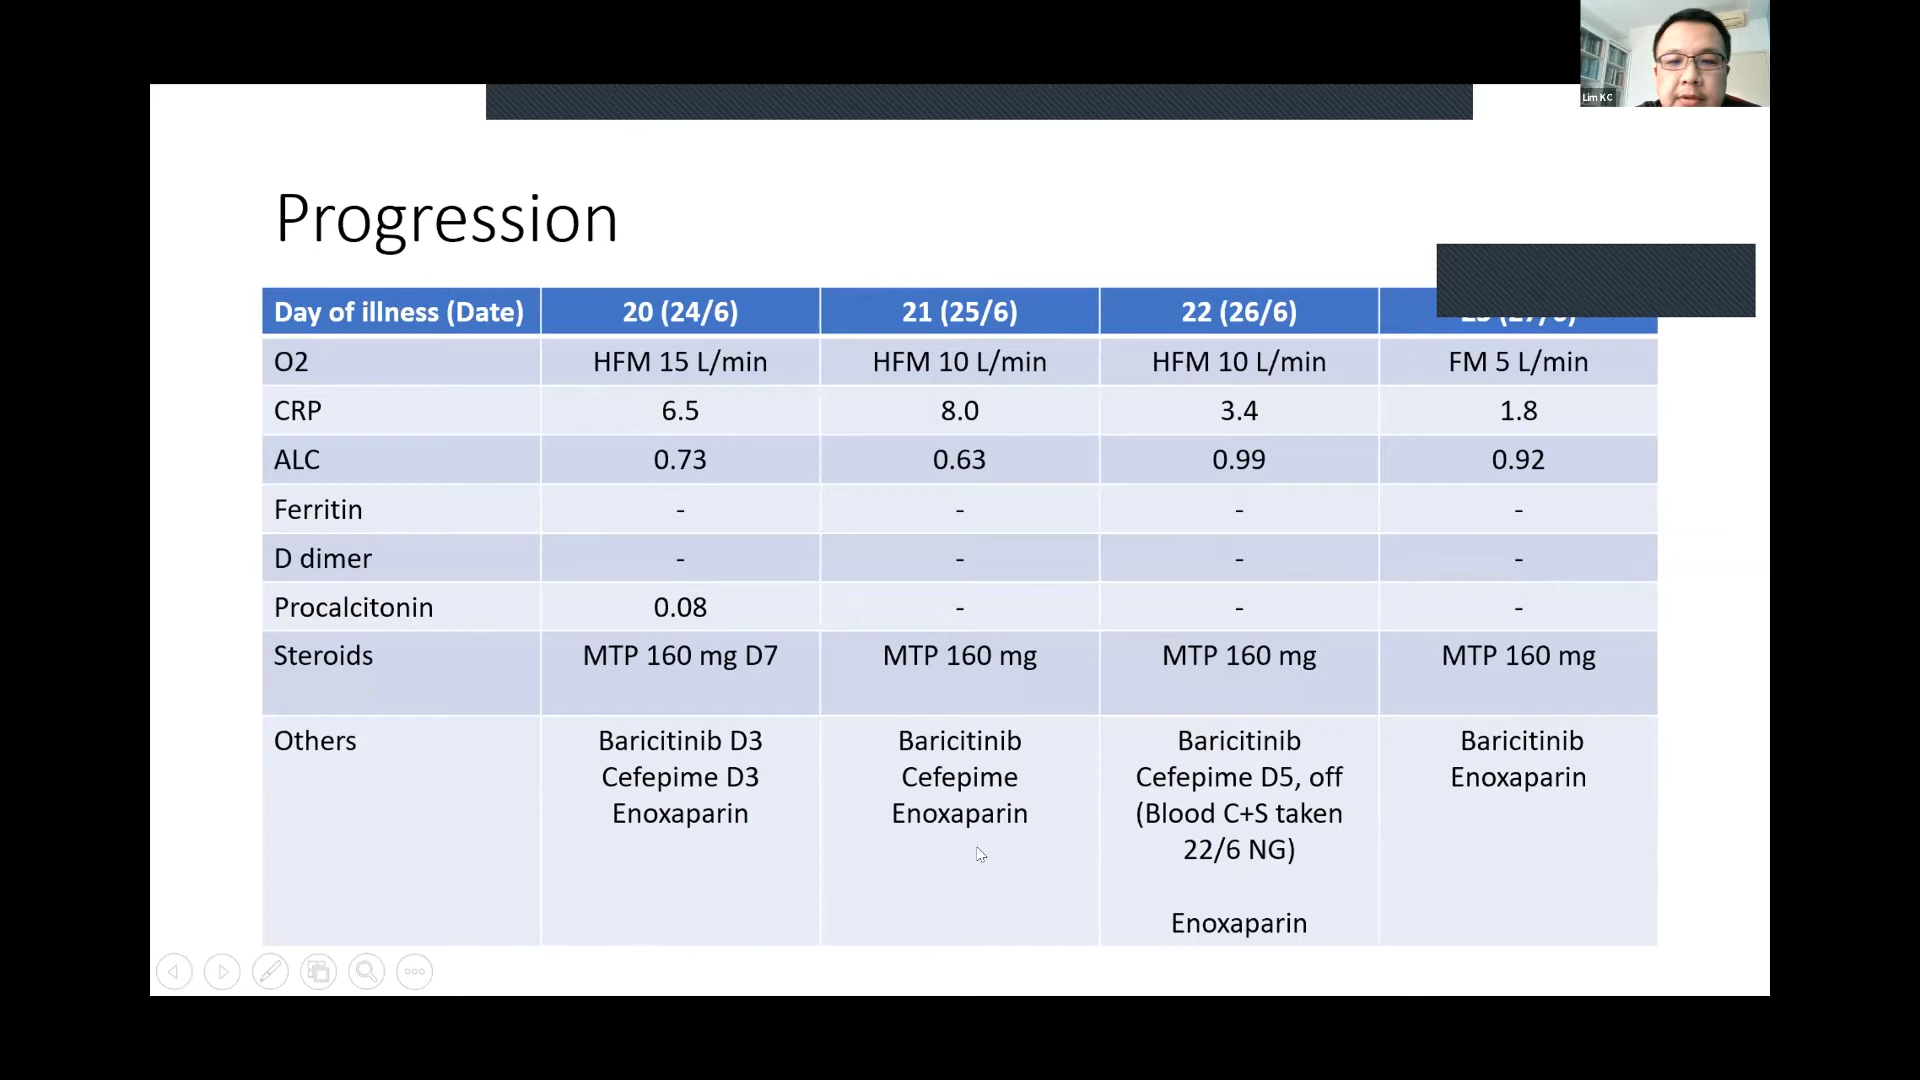 Lim KC
Progression
Day of illness (Date) 20 (24/6) 21 (25/6) 22 (26/6) 23 (27/6)
O2 HFM 15 L/min HFM 10 L/min HFM 10 L/min FM 5 L/min
CRP 6.5 8.0 3.4 1.8
ALC 0.73 0.63 0.99 0.92
Ferritin - - - -
D dimer - - - -
Procalcitonin 0.08 - - -
Steroids MTP 160 mg D7 MTP 160 mg MTP 160 mg MTP 160 mg
Others Baricitinib D3 Baricitinib Baricitinib Baricitinib
Cefepime D3 Cefepime Cefepime D5, off Enoxaparin
Enoxaparin Enoxaparin (Blood C+S taken
22/6 NG)
Enoxaparin